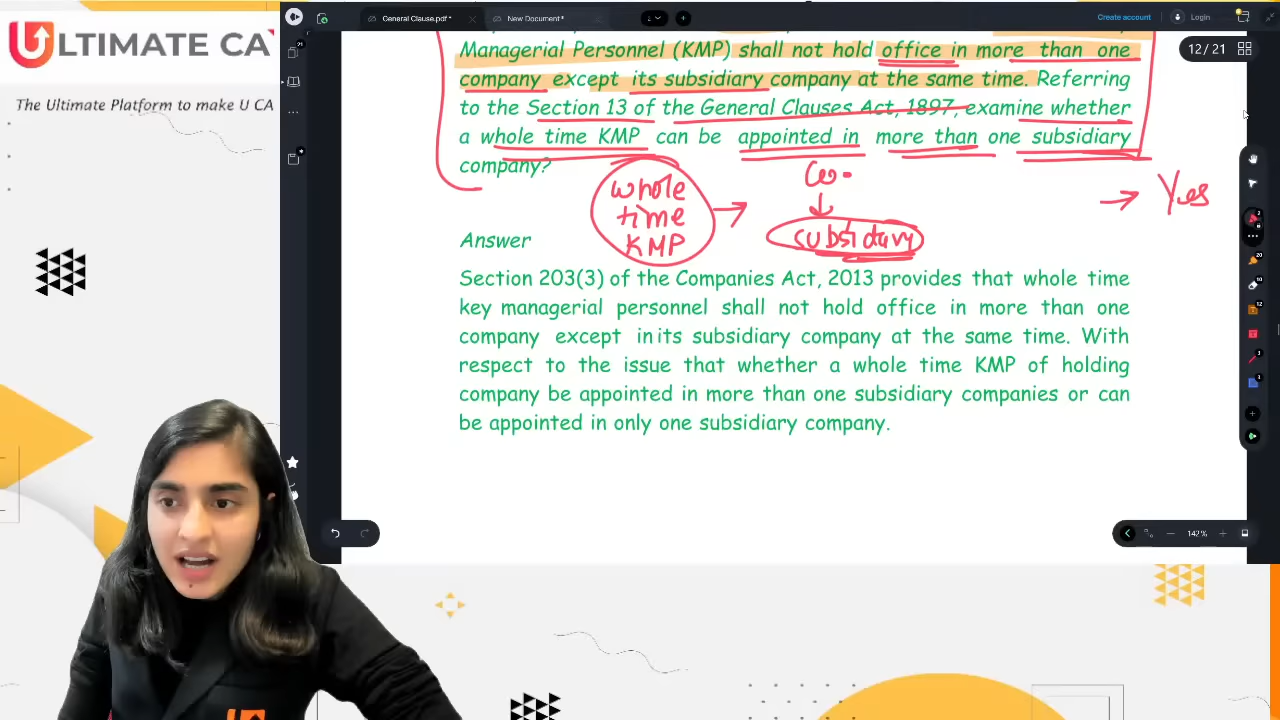 General Clause.pdf*
New Document*
2
Create account
Login
ULTIMATE CA
The Ultimate Platform to make U CA
12 / 21
Managerial Personnel (KMP) shall not hold office in more than one
company except its subsidiary company at the same time. Referring
to the Section 13 of the General Clauses Act, 1897, examine whether
a whole time KMP can be appointed in more than one subsidiary
company?
whole
time
KMP
Co.
subsidary
Yes
Answer
Section 203(3) of the Companies Act, 2013 provides that whole time
key managerial personnel shall not hold office in more than one
company except in its subsidiary company at the same time. With
respect to the issue that whether a whole time KMP of holding
company be appointed in more than one subsidiary companies or can
be appointed in only one subsidiary company.
142%